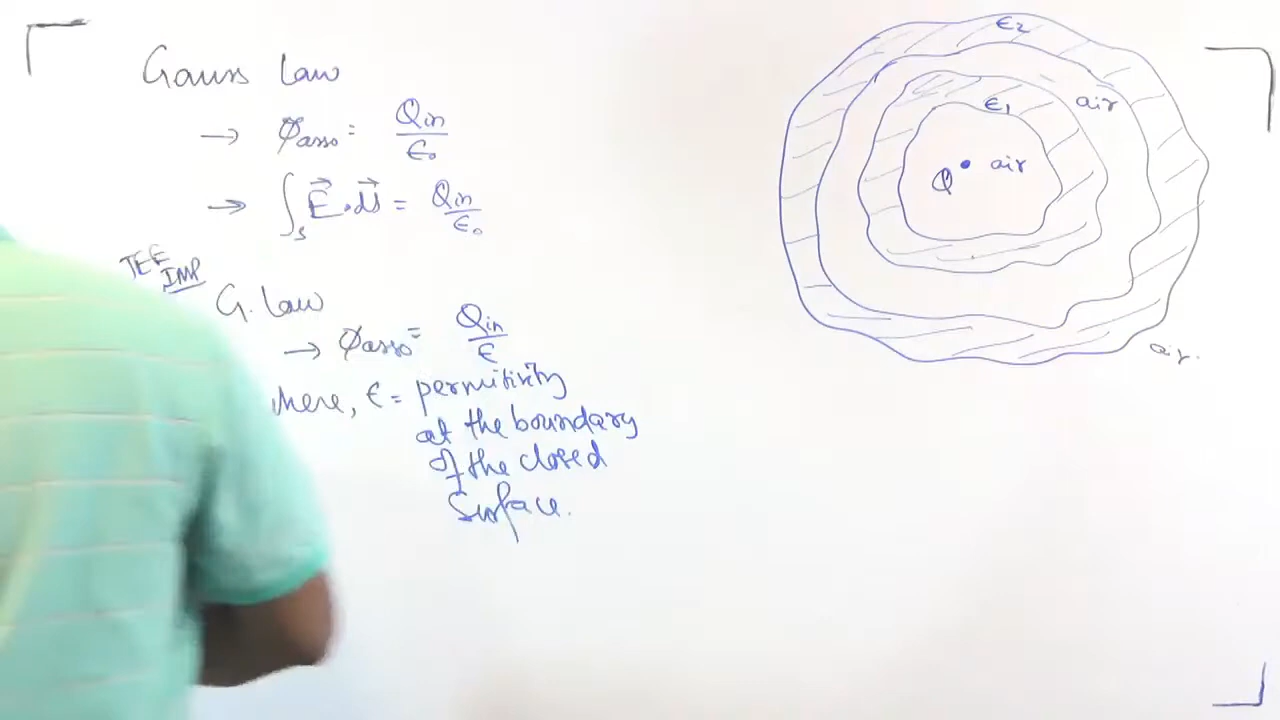 Gauss law
→ φasso = Qin/ε₀
→ ∫s E⃗·ds⃗ = Qin/ε₀
JEE IMP
G. law
→ φasso = Qin/ε
where, ε = permitivity
at the boundary
of the closed
Surface.
ε2
ε1 air
Q air
air.